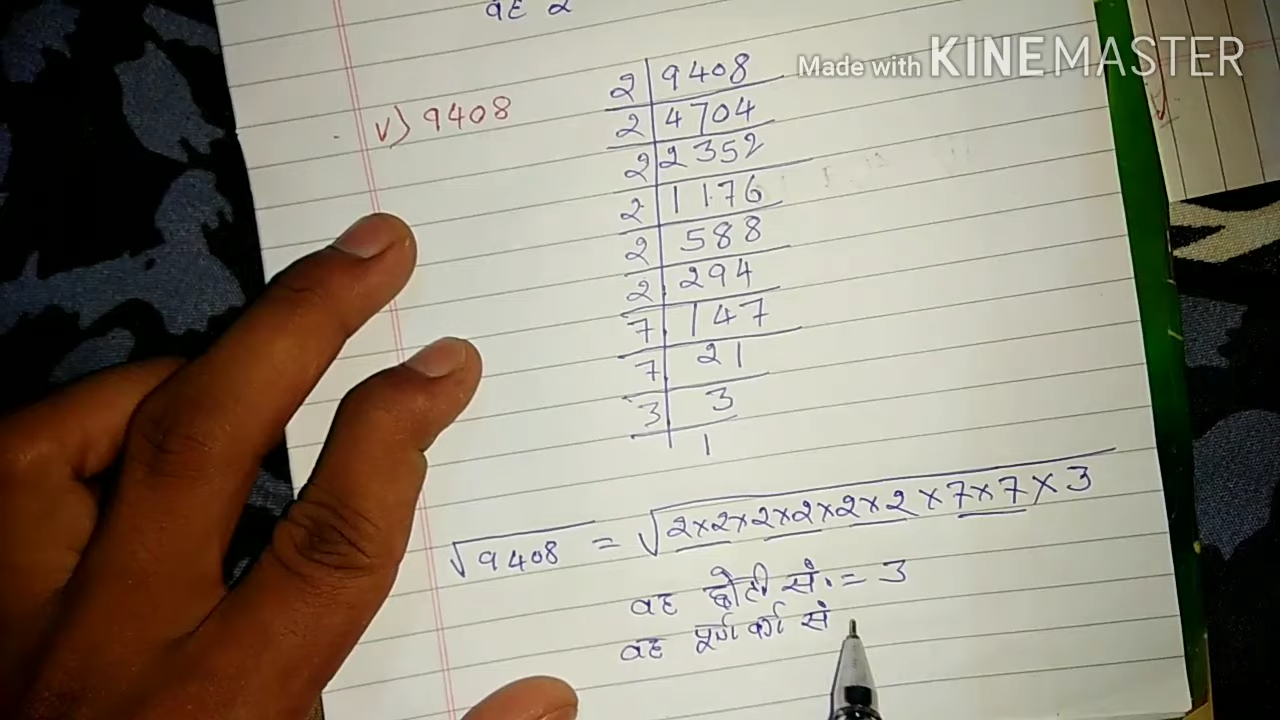 वह 2
Made with KINEMASTER
v) 9408
2 | 9408
2 | 4704
2 | 2352
2 | 1176
2 | 588
2 | 294
7 | 147
7 | 21
3 | 3
1
√9408 = √2×2×2×2×2×2×7×7×3
वह छोटी सं. = 3
वह पूर्ण वर्ग सं